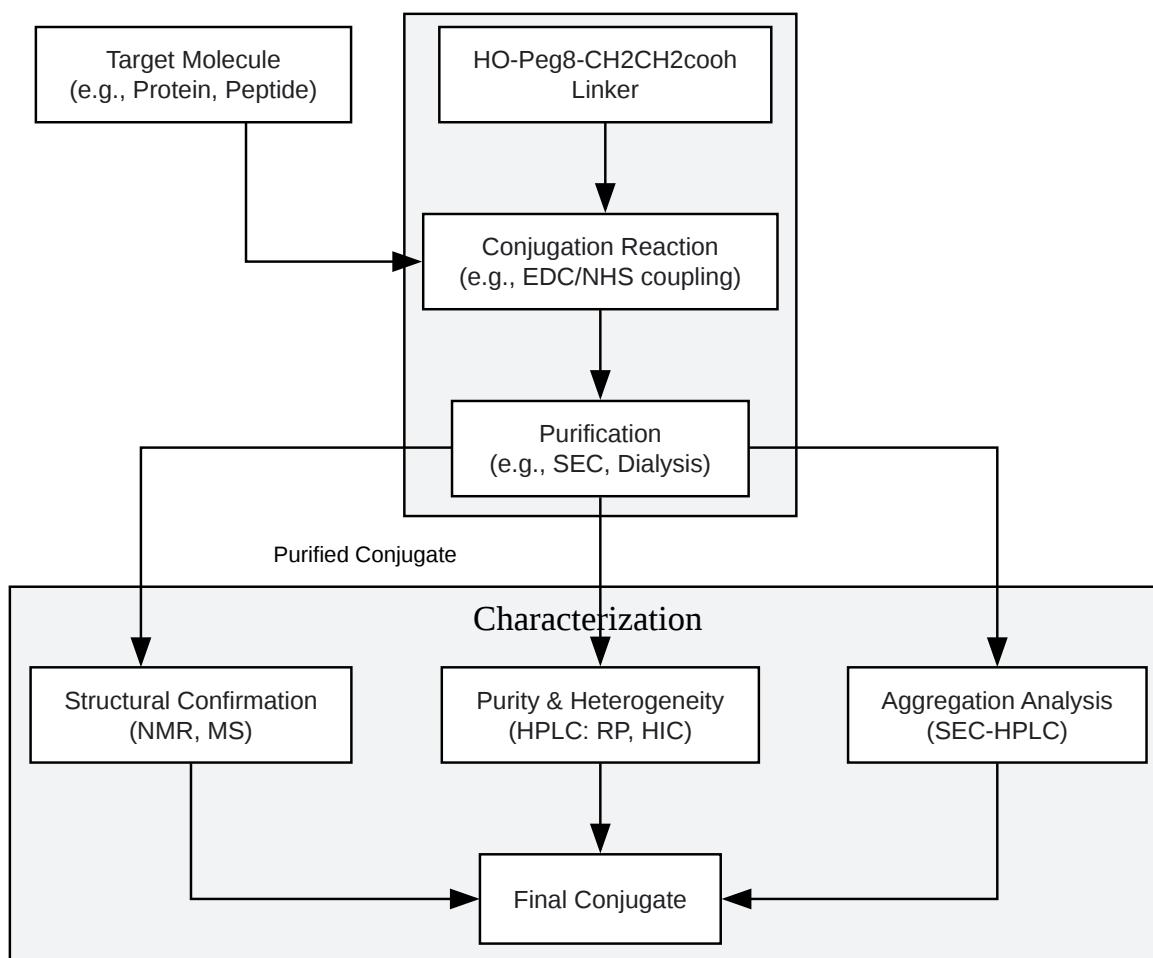 Target Molecule
(e.g., Protein, Peptide)
HO-Peg8-CH2CH2cooh
Linker
Conjugation Reaction
(e.g., EDC/NHS coupling)
Purification
(e.g., SEC, Dialysis)
Purified Conjugate
Characterization
Structural Confirmation
(NMR, MS)
Purity & Heterogeneity
(HPLC: RP, HIC)
Aggregation Analysis
(SEC-HPLC)
Final Conjugate